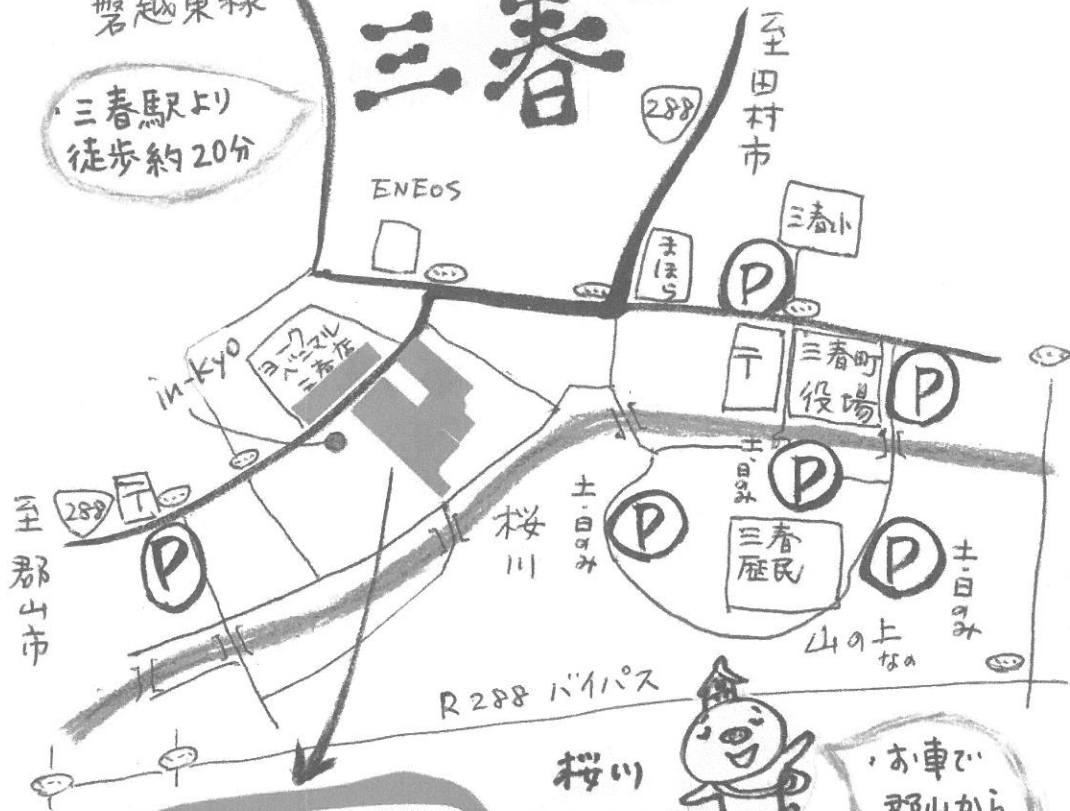 磐越東線
三春
・三春駅より
徒歩約20分
288
至田村市
ENEOS
まほら
三春小
P
〒
三春町
役場
P
ヨーク
ベニマル
三春店
in-kyo
土・日のみ
P
土・日のみ
P
三春
歴民
P
土・日のみ
山の上
なの
桜川
288
〒
P
至郡山市
R288 バイパス
桜川
・お車で
郡山から